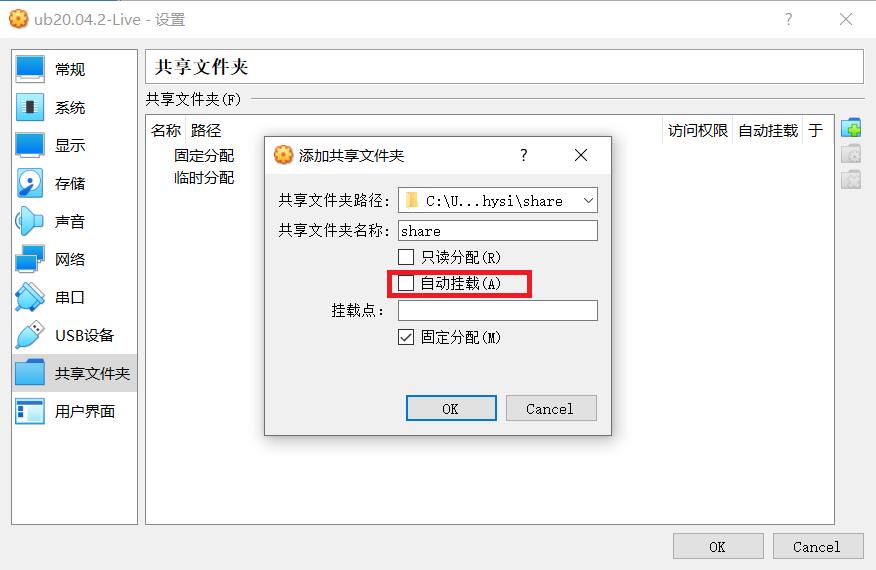 ub20.04.2-Live - 设置
常规
系统
显示
存储
声音
网络
串口
USB设备
共享文件夹
用户界面
共享文件夹
共享文件夹(F)
名称 路径 访问权限 自动挂载 于
固定分配
临时分配
添加共享文件夹
共享文件夹路径: C:\U...hysi\share
共享文件夹名称: share
只读分配(R)
自动挂载(A)
挂载点:
固定分配(M)
OK Cancel
OK Cancel